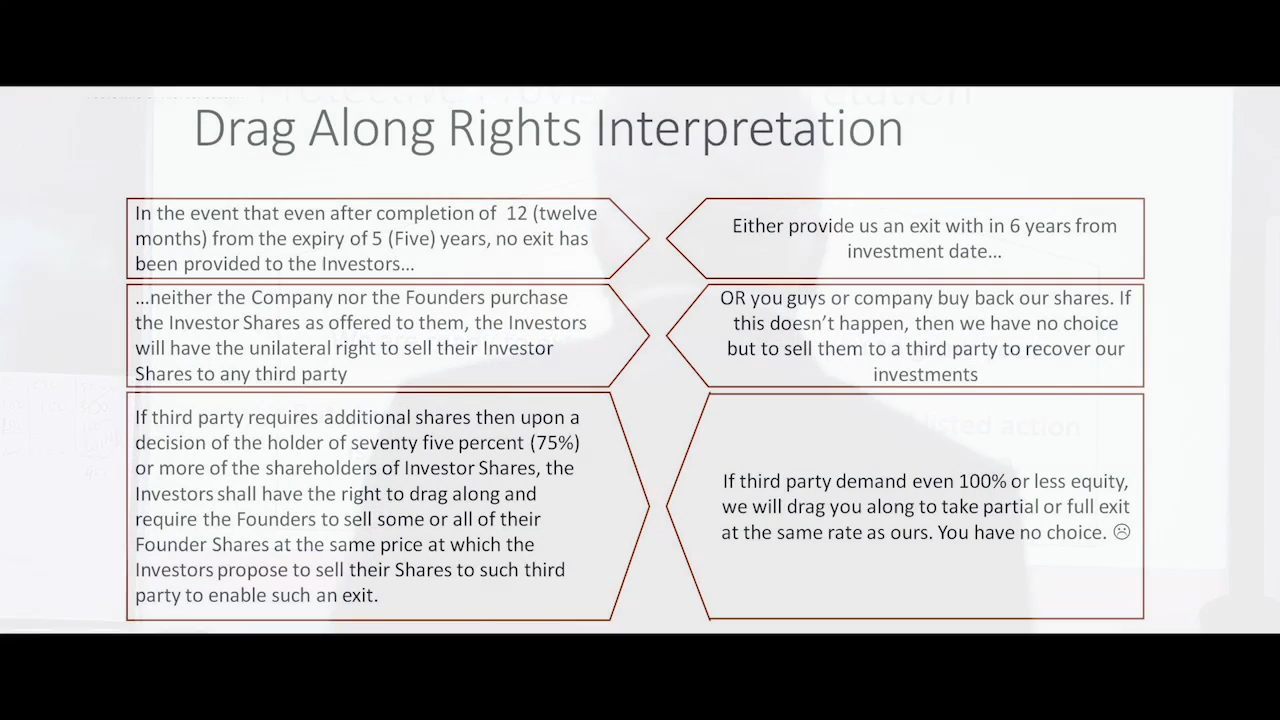 Drag Along Rights Interpretation
In the event that even after completion of 12 (twelve
months) from the expiry of 5 (Five) years, no exit has
been provided to the Investors...
Either provide us an exit with in 6 years from
investment date...
...neither the Company nor the Founders purchase
the Investor Shares as offered to them, the Investors
will have the unilateral right to sell their Investor
Shares to any third party
OR you guys or company buy back our shares. If
this doesn't happen, then we have no choice
but to sell them to a third party to recover our
investments
If third party requires additional shares then upon a
decision of the holder of seventy five percent (75%)
or more of the shareholders of Investor Shares, the
Investors shall have the right to drag along and
require the Founders to sell some or all of their
Founder Shares at the same price at which the
Investors propose to sell their Shares to such third
party to enable such an exit.
If third party demand even 100% or less equity,
we will drag you along to take partial or full exit
at the same rate as ours. You have no choice. ☹